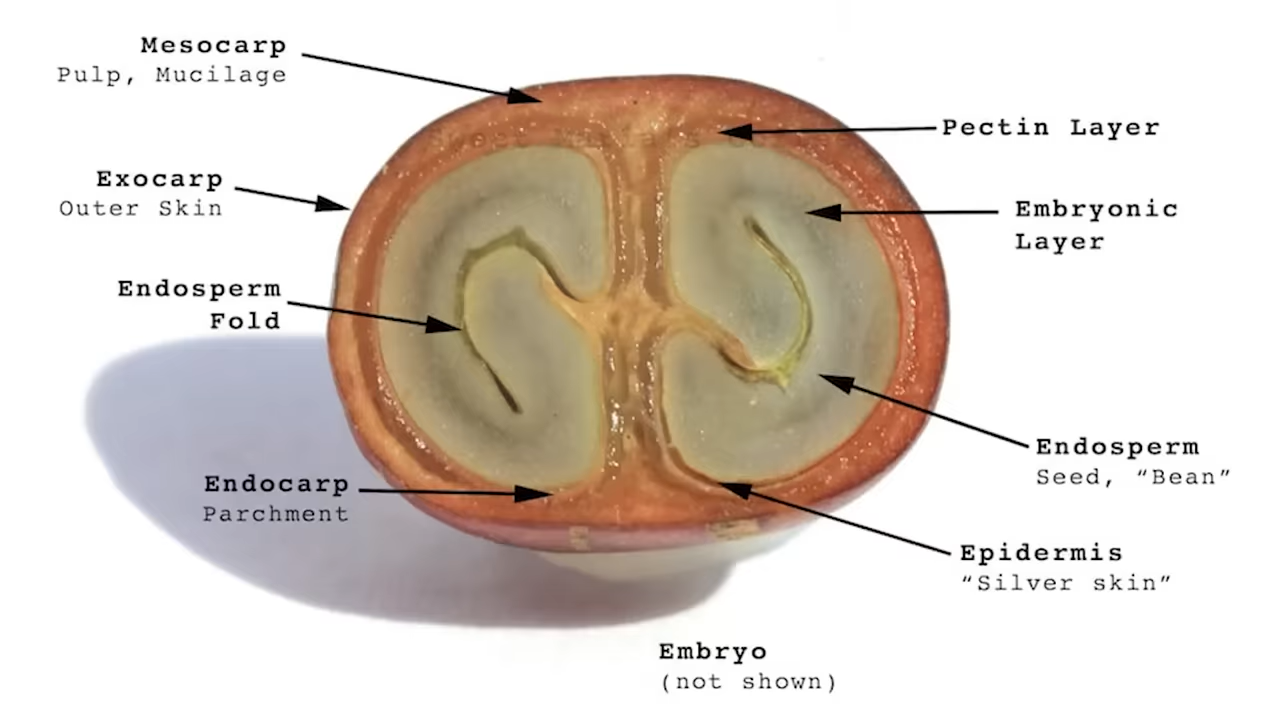 Mesocarp
Pulp, Mucilage
Pectin Layer
Exocarp
Outer Skin
Embryonic
Layer
Endosperm
Fold
Endosperm
Seed, “Bean”
Endocarp
Parchment
Epidermis
“Silver skin”
Embryo
(not shown)